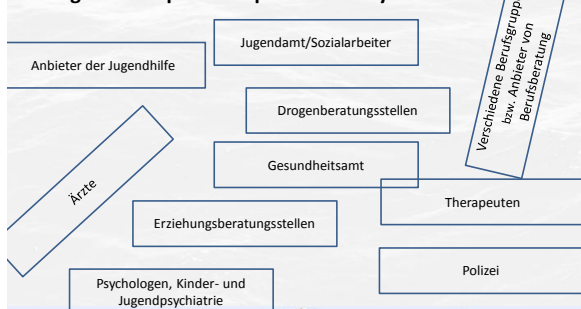 Jugendamt/Sozialarbeiter
Anbieter der Jugendhilfe
Verschiedene
bzw. Anbieter von
Berufsberatung
Drogenberatungsstellen
Gesundheitsamt
Ärzte
Therapeuten
Erziehungsberatungsstellen
Polizei
Psychologen, Kinder- und
Jugendpsychiatrie